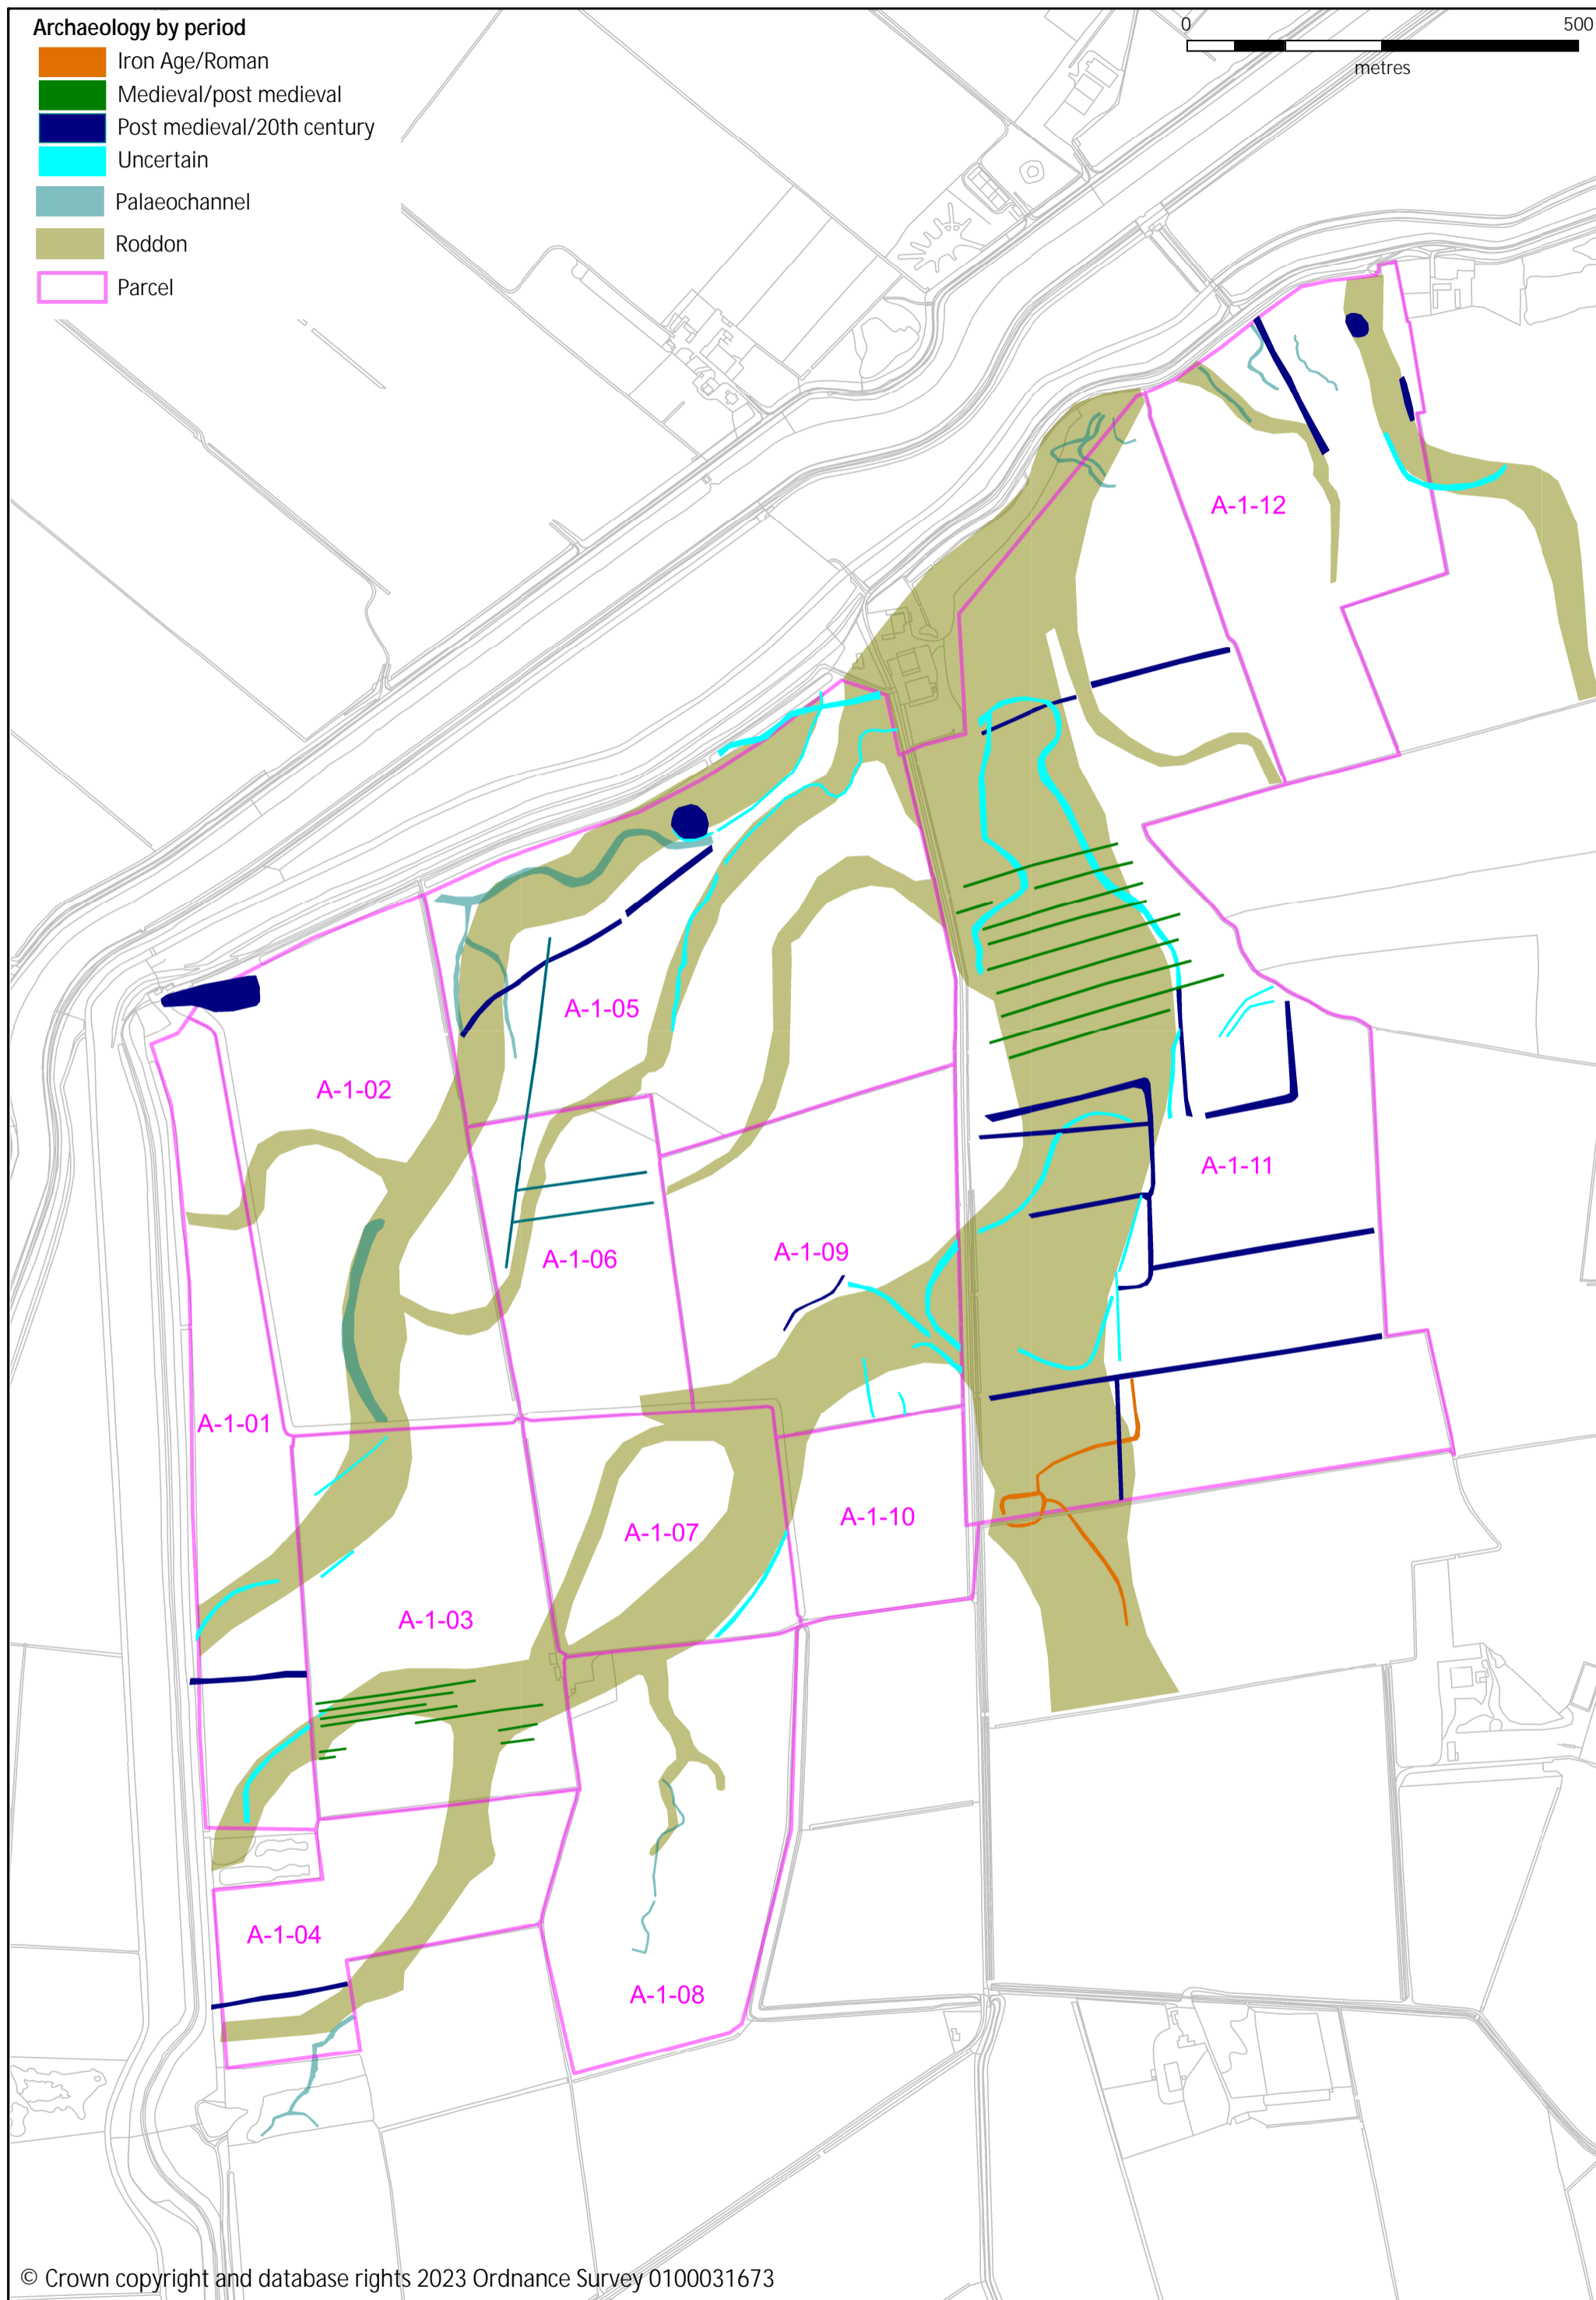 Archaeology by period
Iron Age/Roman
Medieval/post medieval
Post medieval/20th century
Uncertain
Palaeochannel
Roddon
Parcel
0 500
metres
A-1-12
A-1-05
A-1-02
A-1-11
A-1-09
A-1-06
A-1-01
A-1-10
A-1-07
A-1-03
A-1-04
A-1-08
© Crown copyright and database rights 2023 Ordnance Survey 0100031673